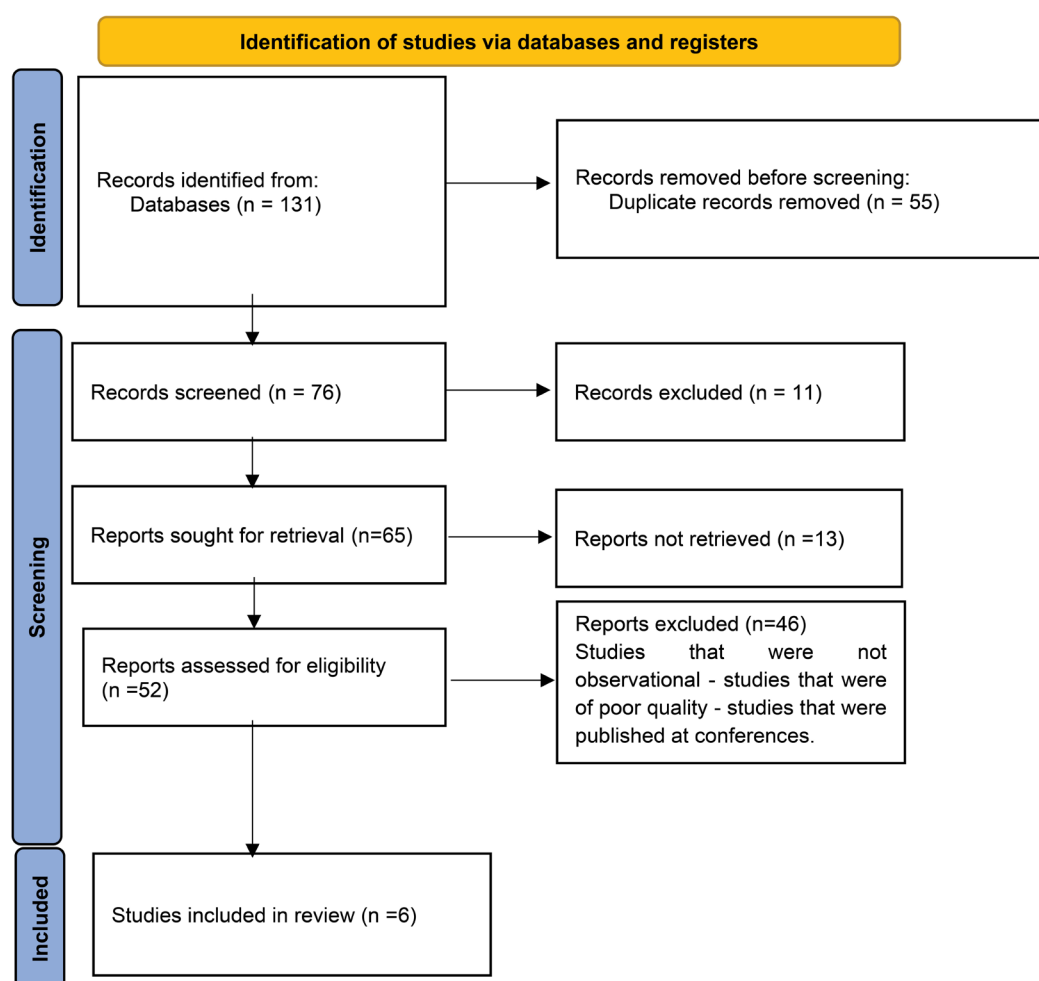 Identification of studies via databases and registers
Identification
Records identified from:
Databases (n = 131)
Records removed before screening:
Duplicate records removed (n = 55)
Screening
Records screened (n = 76)
Records excluded (n = 11)
Reports sought for retrieval (n=65)
Reports not retrieved (n =13)
Reports assessed for eligibility
(n =52)
Reports excluded (n=46)
Studies that were not
observational - studies that were
of poor quality - studies that were
published at conferences.
Included
Studies included in review (n =6)